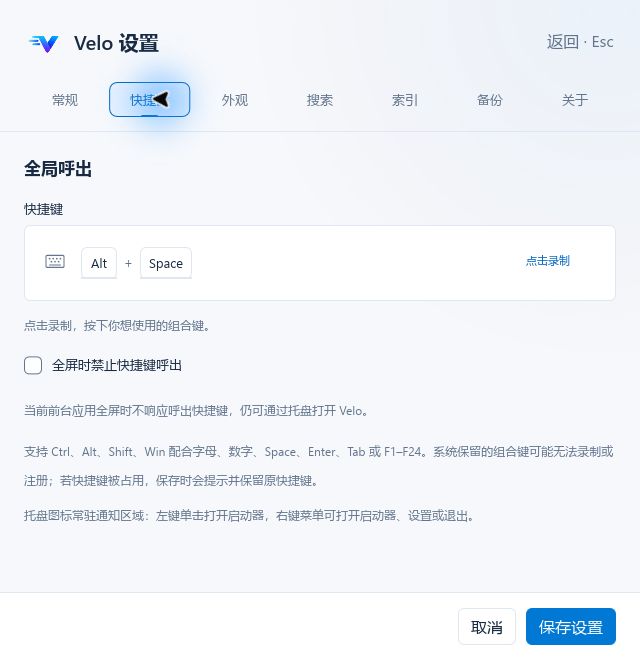 Velo 设置
返回 · Esc
常规 快捷 外观 搜索 索引 备份 关于
全局呼出
快捷键
Alt + Space
点击录制
点击录制，按下你想使用的组合键。
全屏时禁止快捷键呼出
当前前台应用全屏时不响应呼出快捷键，仍可通过托盘打开 Velo。
支持 Ctrl、Alt、Shift、Win 配合字母、数字、Space、Enter、Tab 或 F1–F24。系统保留的组合键可能无法录制或
注册；若快捷键被占用，保存时会提示并保留原快捷键。
托盘图标常驻通知区域：左键单击打开启动器，右键菜单可打开启动器、设置或退出。
取消 保存设置